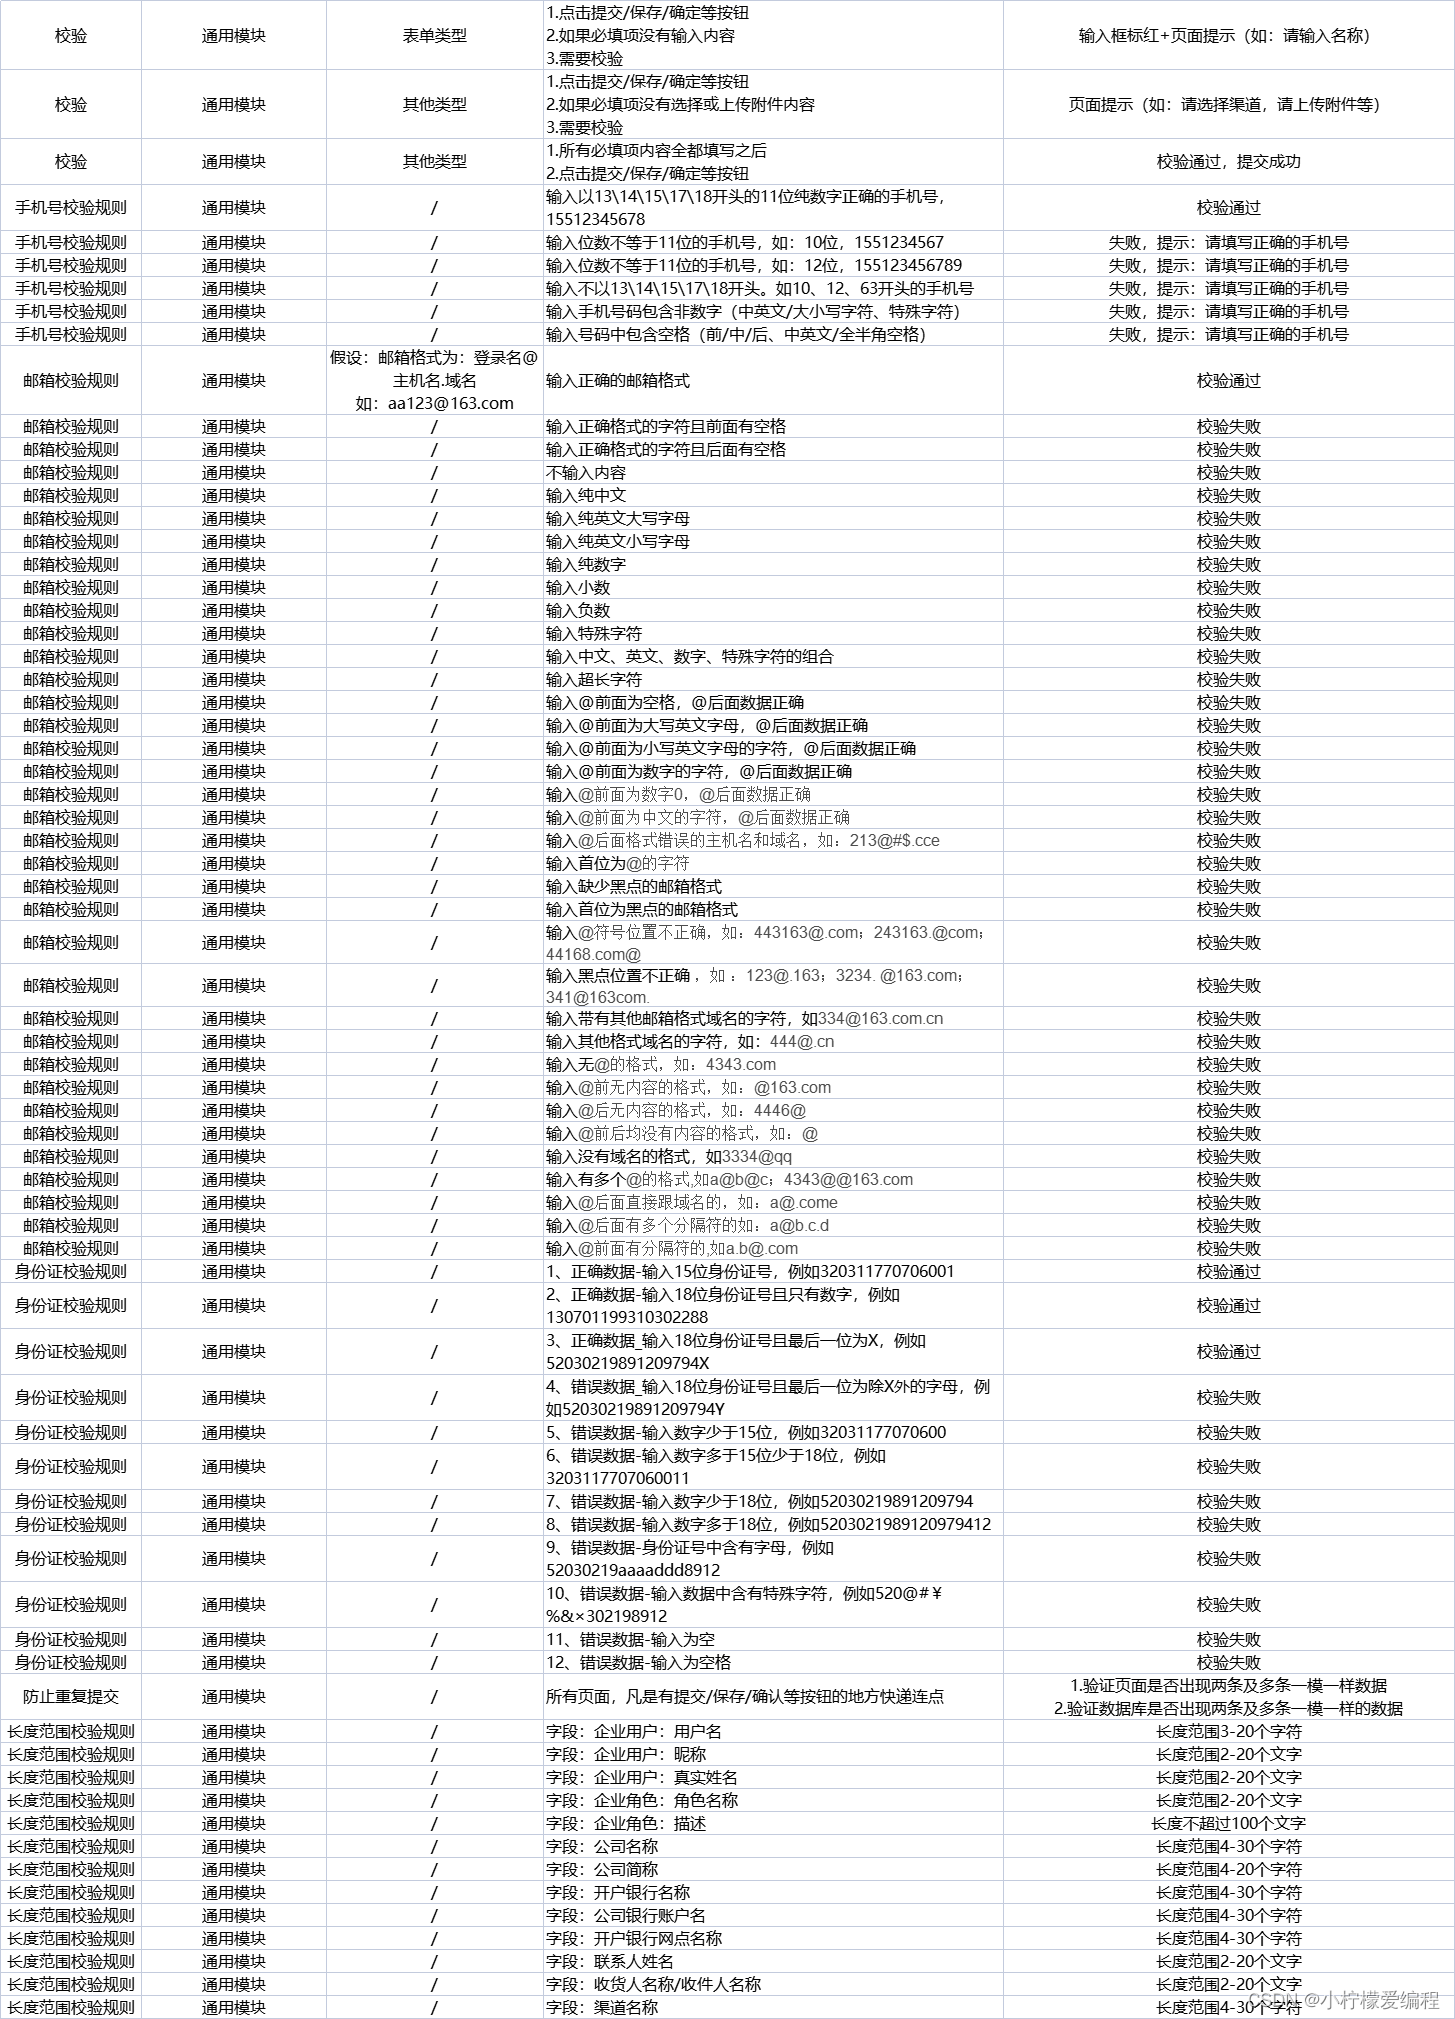 校验 通用模块 表单类型 1.点击提交/保存/确定等按钮
2.如果必填项没有输入内容
3.需要校验 输入框标红+页面提示（如：请输入名称）
校验 通用模块 其他类型 1.点击提交/保存/确定等按钮
2.如果必填项没有选择或上传附件内容
3.需要校验 页面提示（如：请选择渠道，请上传附件等）
校验 通用模块 其他类型 1.所有必填项内容全都填写之后
2.点击提交/保存/确定等按钮 校验通过，提交成功
手机号校验规则 通用模块 / 输入以13\14\15\17\18开头的11位纯数字正确的手机号，
15512345678 校验通过
手机号校验规则 通用模块 / 输入位数不等于11位的手机号，如：10位，1551234567 失败，提示：请填写正确的手机号
手机号校验规则 通用模块 / 输入位数不等于11位的手机号，如：12位，155123456789 失败，提示：请填写正确的手机号
手机号校验规则 通用模块 / 输入不以13\14\15\17\18开头。如10、12、63开头的手机号 失败，提示：请填写正确的手机号
手机号校验规则 通用模块 / 输入手机号码包含非数字（中英文/大小写字符、特殊字符） 失败，提示：请填写正确的手机号
手机号校验规则 通用模块 / 输入号码中包含空格（前/中/后、中英文/全半角空格） 失败，提示：请填写正确的手机号
邮箱校验规则 通用模块 假设：邮箱格式为：登录名@
主机名.域名
如：aa123@163.com 输入正确的邮箱格式 校验通过
邮箱校验规则 通用模块 / 输入正确格式的字符且前面有空格 校验失败
邮箱校验规则 通用模块 / 输入正确格式的字符且后面有空格 校验失败
邮箱校验规则 通用模块 / 不输入内容 校验失败
邮箱校验规则 通用模块 / 输入纯中文 校验失败
邮箱校验规则 通用模块 / 输入纯英文大写字母 校验失败
邮箱校验规则 通用模块 / 输入纯英文小写字母 校验失败
邮箱校验规则 通用模块 / 输入纯数字 校验失败
邮箱校验规则 通用模块 / 输入小数 校验失败
邮箱校验规则 通用模块 / 输入负数 校验失败
邮箱校验规则 通用模块 / 输入特殊字符 校验失败
邮箱校验规则 通用模块 / 输入中文、英文、数字、特殊字符的组合 校验失败
邮箱校验规则 通用模块 / 输入超长字符 校验失败
邮箱校验规则 通用模块 / 输入@前面为空格，@后面数据正确 校验失败
邮箱校验规则 通用模块 / 输入@前面为大写英文字母，@后面数据正确 校验失败
邮箱校验规则 通用模块 / 输入@前面为小写英文字母的字符，@后面数据正确 校验失败
邮箱校验规则 通用模块 / 输入@前面为数字的字符，@后面数据正确 校验失败
邮箱校验规则 通用模块 / 输入@前面为数字0，@后面数据正确 校验失败
邮箱校验规则 通用模块 / 输入@前面为中文的字符，@后面数据正确 校验失败
邮箱校验规则 通用模块 / 输入@后面格式错误的主机名和域名，如：213@#$.cce 校验失败
邮箱校验规则 通用模块 / 输入首位为@的字符 校验失败
邮箱校验规则 通用模块 / 输入缺少黑点的邮箱格式 校验失败
邮箱校验规则 通用模块 / 输入首位为黑点的邮箱格式 校验失败
邮箱校验规则 通用模块 / 输入@符号位置不正确，如：443163@.com；243163.@com；
44168.com@ 校验失败
邮箱校验规则 通用模块 / 输入黑点位置不正确 ，如 ：123@.163；3234. @163.com；
341@163com. 校验失败
邮箱校验规则 通用模块 / 输入带有其他邮箱格式域名的字符，如334@163.com.cn 校验失败
邮箱校验规则 通用模块 / 输入其他格式域名的字符，如：444@.cn 校验失败
邮箱校验规则 通用模块 / 输入无@的格式，如：4343.com 校验失败
邮箱校验规则 通用模块 / 输入@前无内容的格式，如：@163.com 校验失败
邮箱校验规则 通用模块 / 输入@后无内容的格式，如：4446@ 校验失败
邮箱校验规则 通用模块 / 输入@前后均没有内容的格式，如：@ 校验失败
邮箱校验规则 通用模块 / 输入没有域名的格式，如3334@qq 校验失败
邮箱校验规则 通用模块 / 输入有多个@的格式,如a@b@c；4343@@163.com 校验失败
邮箱校验规则 通用模块 / 输入@后面直接跟域名的，如：a@.come 校验失败
邮箱校验规则 通用模块 / 输入@后面有多个分隔符的如：a@b.c.d 校验失败
邮箱校验规则 通用模块 / 输入@前面有分隔符的,如a.b@.com 校验失败
身份证校验规则 通用模块 / 1、正确数据-输入15位身份证号，例如320311770706001 校验通过
身份证校验规则 通用模块 / 2、正确数据-输入18位身份证号且只有数字，例如
130701199310302288 校验通过
身份证校验规则 通用模块 / 3、正确数据_输入18位身份证号且最后一位为X，例如
52030219891209794X 校验通过
身份证校验规则 通用模块 / 4、错误数据_输入18位身份证号且最后一位为除X外的字母，例
如52030219891209794Y 校验失败
身份证校验规则 通用模块 / 5、错误数据-输入数字少于15位，例如32031177070600 校验失败
身份证校验规则 通用模块 / 6、错误数据-输入数字多于15位少于18位，例如
3203117707060011 校验失败
身份证校验规则 通用模块 / 7、错误数据-输入数字少于18位，例如52030219891209794 校验失败
身份证校验规则 通用模块 / 8、错误数据-输入数字多于18位，例如5203021989120979412 校验失败
身份证校验规则 通用模块 / 9、错误数据-身份证号中含有字母，例如
52030219aaaaddd8912 校验失败
身份证校验规则 通用模块 / 10、错误数据-输入数据中含有特殊字符，例如520@#￥
%&×302198912 校验失败
身份证校验规则 通用模块 / 11、错误数据-输入为空 校验失败
身份证校验规则 通用模块 / 12、错误数据-输入为空格 校验失败
防止重复提交 通用模块 / 所有页面，凡是有提交/保存/确认等按钮的地方快递连点 1.验证页面是否出现两条及多条一模一样数据
2.验证数据库是否出现两条及多条一模一样的数据
长度范围校验规则 通用模块 / 字段：企业用户：用户名 长度范围3-20个字符
长度范围校验规则 通用模块 / 字段：企业用户：昵称 长度范围2-20个文字
长度范围校验规则 通用模块 / 字段：企业用户：真实姓名 长度范围2-20个文字
长度范围校验规则 通用模块 / 字段：企业角色：角色名称 长度范围2-20个文字
长度范围校验规则 通用模块 / 字段：企业角色：描述 长度不超过100个文字
长度范围校验规则 通用模块 / 字段：公司名称 长度范围4-30个字符
长度范围校验规则 通用模块 / 字段：公司简称 长度范围4-20个字符
长度范围校验规则 通用模块 / 字段：开户银行名称 长度范围4-30个字符
长度范围校验规则 通用模块 / 字段：公司银行账户名 长度范围4-30个字符
长度范围校验规则 通用模块 / 字段：开户银行网点名称 长度范围4-30个字符
长度范围校验规则 通用模块 / 字段：联系人姓名 长度范围2-20个文字
长度范围校验规则 通用模块 / 字段：收货人名称/收件人名称 长度范围2-20个文字
长度范围校验规则 通用模块 / 字段：渠道名称 长度范围4-30个字符
CSDN @小柠檬爱编程